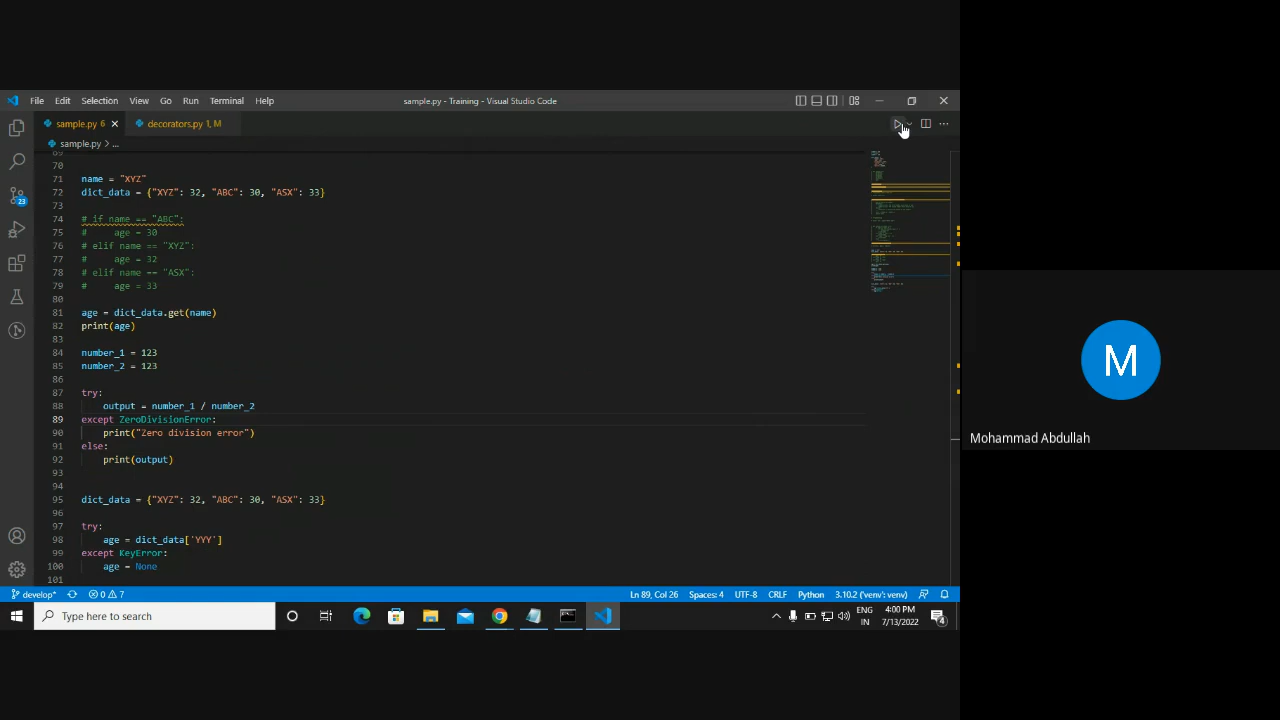 File Edit Selection View Go Run Terminal Help
sample.py - Training - Visual Studio Code
sample.py 6
decorators.py 1, M
sample.py > ...
69
70
71 name = "XYZ"
72 dict_data = {"XYZ": 32, "ABC": 30, "ASX": 33}
73
74 # if name == "ABC":
75 #     age = 30
76 # elif name == "XYZ":
77 #     age = 32
78 # elif name == "ASX":
79 #     age = 33
80
81 age = dict_data.get(name)
82 print(age)
83
84 number_1 = 123
85 number_2 = 123
86
87 try:
88     output = number_1 / number_2
89 except ZeroDivisionError:
90     print("Zero division error")
91 else:
92     print(output)
93
94
95 dict_data = {"XYZ": 32, "ABC": 30, "ASX": 33}
96
97 try:
98     age = dict_data['YYY']
99 except KeyError:
100     age = None
101
23
M
Mohammad Abdullah
develop* 0 7 Ln 89, Col 26 Spaces: 4 UTF-8 CRLF Python 3.10.2 ('venv': venv)
Type here to search
ENG
IN
4:00 PM
7/13/2022
4